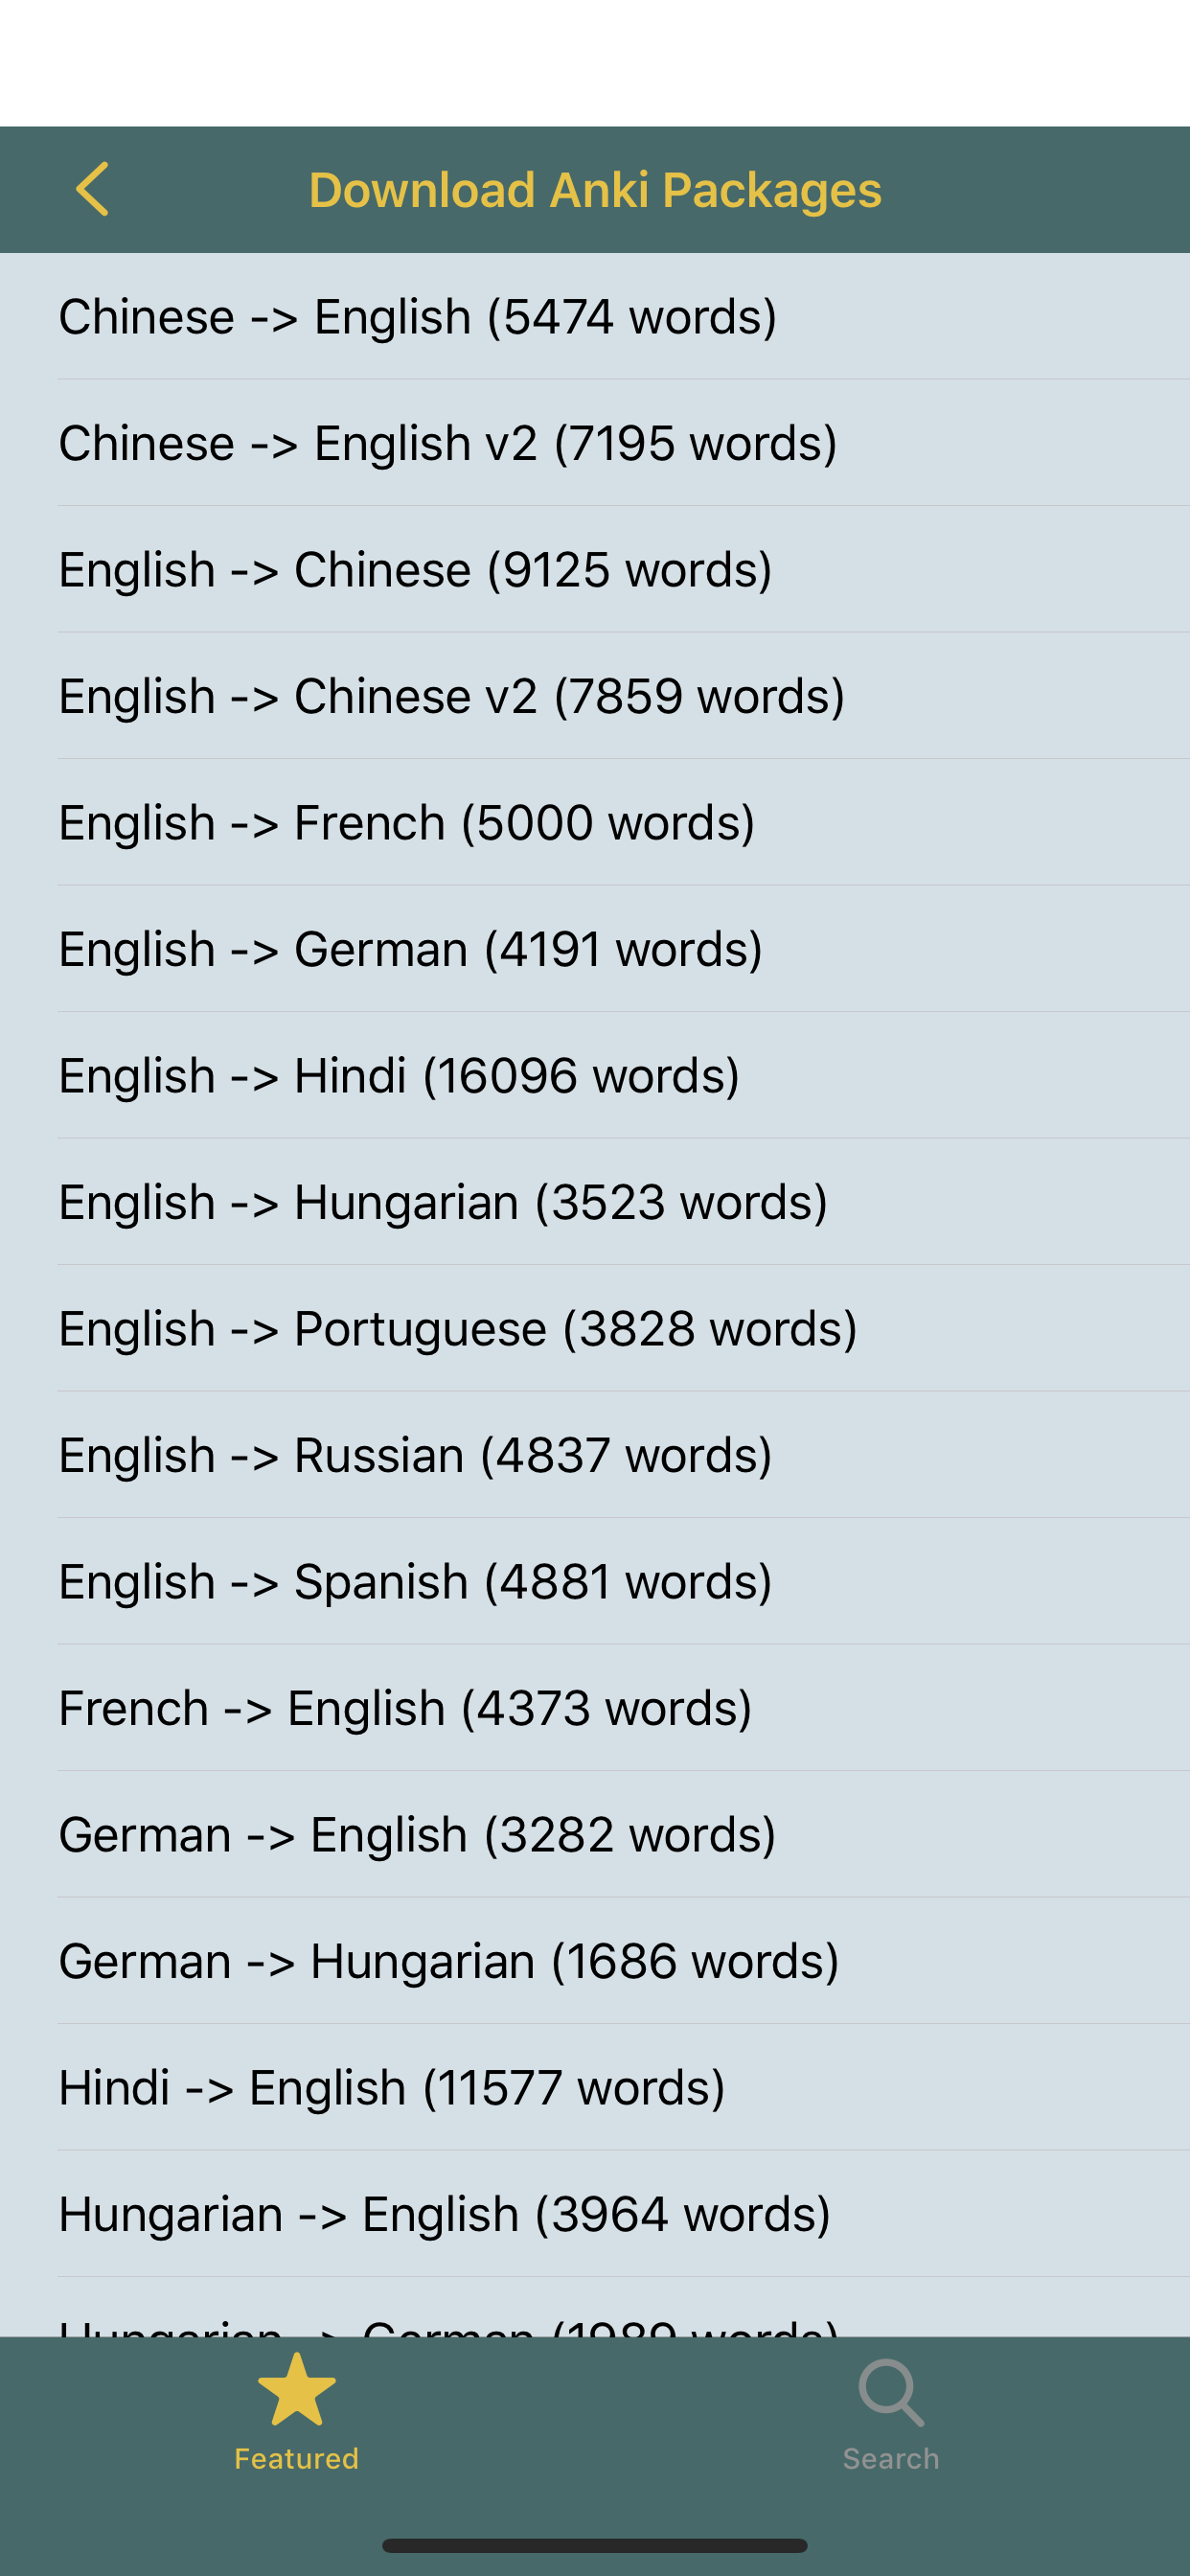 Download Anki Packages
Chinese -> English (5474 words)
Chinese -> English v2 (7195 words)
English -> Chinese (9125 words)
English -> Chinese v2 (7859 words)
English -> French (5000 words)
English -> German (4191 words)
English -> Hindi (16096 words)
English -> Hungarian (3523 words)
English -> Portuguese (3828 words)
English -> Russian (4837 words)
English -> Spanish (4881 words)
French -> English (4373 words)
German -> English (3282 words)
German -> Hungarian (1686 words)
Hindi -> English (11577 words)
Hungarian -> English (3964 words)
Hungarian -> German
Featured
Search